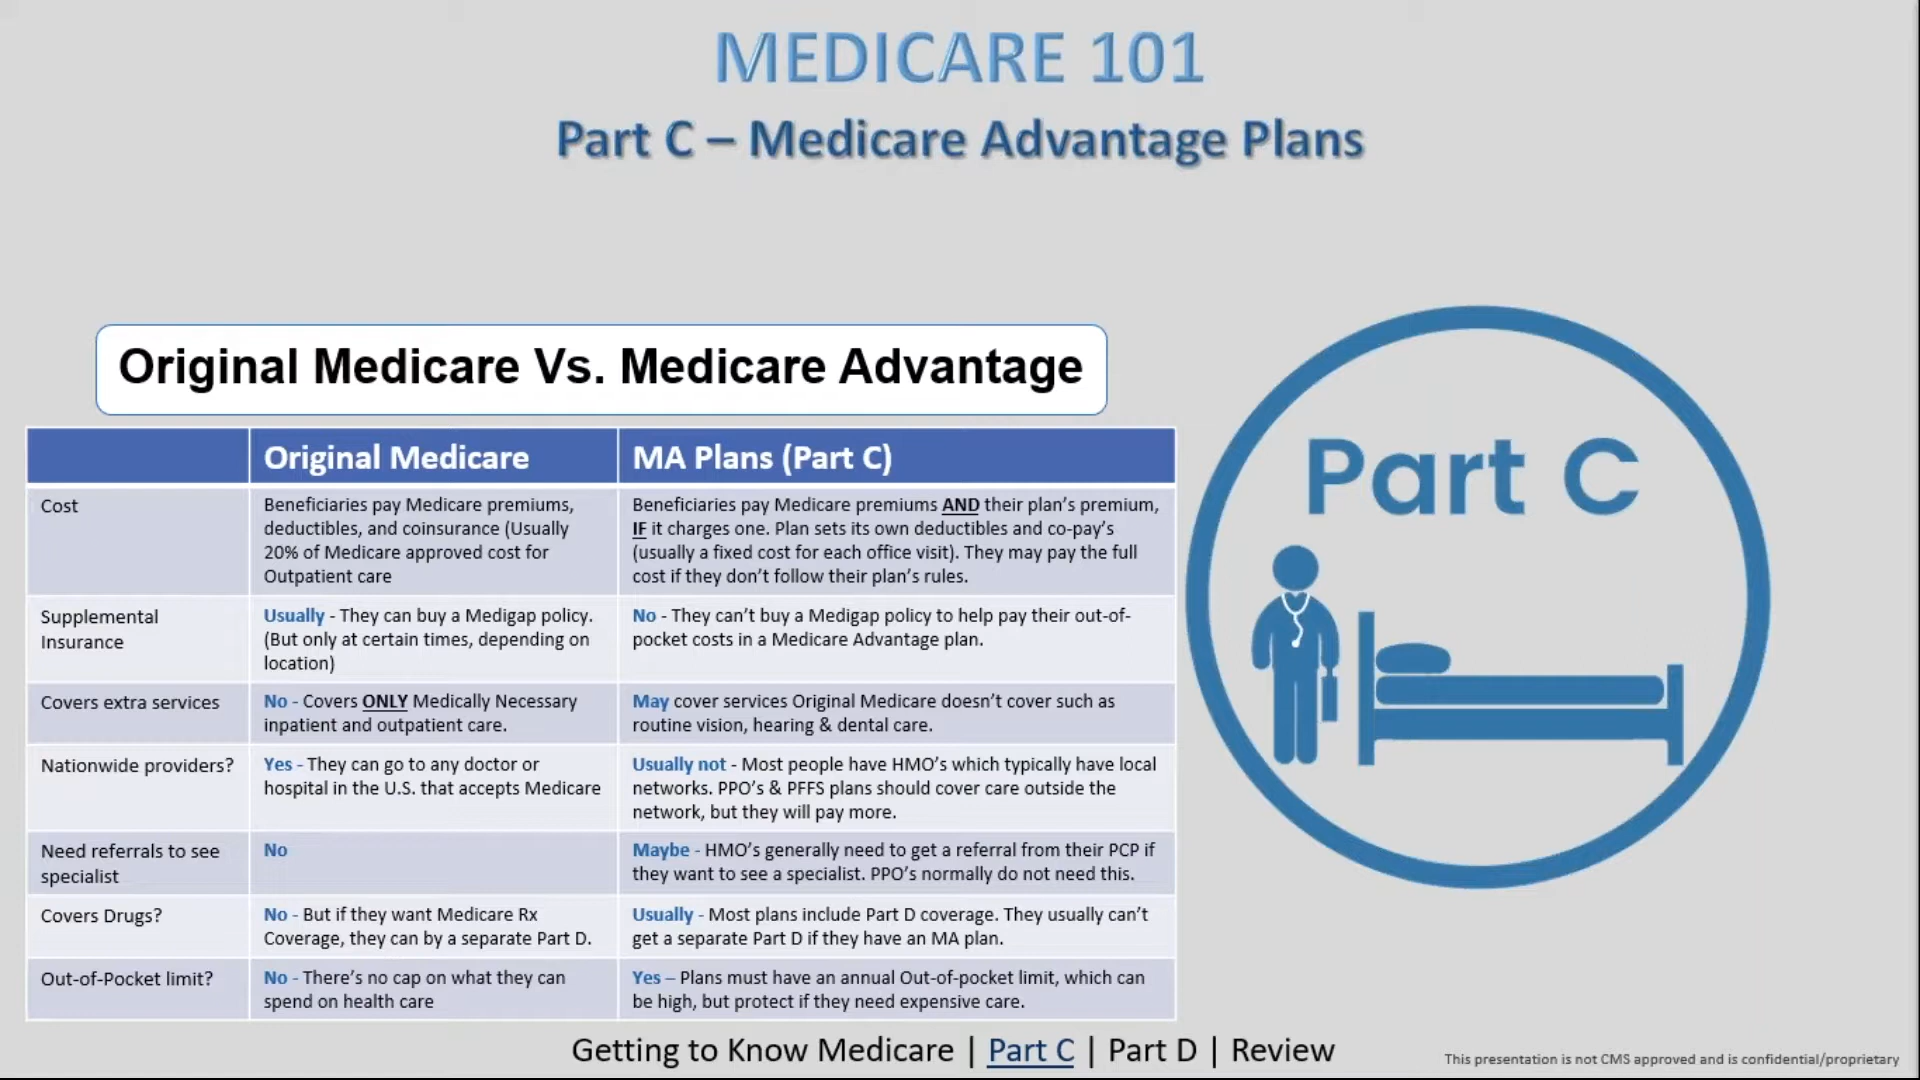 MEDICARE 101
Part C – Medicare Advantage Plans
Original Medicare Vs. Medicare Advantage
Original Medicare
MA Plans (Part C)
Cost
Beneficiaries pay Medicare premiums,
deductibles, and coinsurance (Usually
20% of Medicare approved cost for
Outpatient care
Beneficiaries pay Medicare premiums AND their plan's premium,
IF it charges one. Plan sets its own deductibles and co-pay's
(usually a fixed cost for each office visit). They may pay the full
cost if they don't follow their plan's rules.
Supplemental
Insurance
Usually - They can buy a Medigap policy.
(But only at certain times, depending on
location)
No - They can't buy a Medigap policy to help pay their out-of-
pocket costs in a Medicare Advantage plan.
Covers extra services
No - Covers ONLY Medically Necessary
inpatient and outpatient care.
May cover services Original Medicare doesn't cover such as
routine vision, hearing & dental care.
Nationwide providers?
Yes - They can go to any doctor or
hospital in the U.S. that accepts Medicare
Usually not - Most people have HMO's which typically have local
networks. PPO's & PFFS plans should cover care outside the
network, but they will pay more.
Need referrals to see
specialist
No
Maybe - HMO's generally need to get a referral from their PCP if
they want to see a specialist. PPO's normally do not need this.
Covers Drugs?
No - But if they want Medicare Rx
Coverage, they can by a separate Part D.
Usually - Most plans include Part D coverage. They usually can't
get a separate Part D if they have an MA plan.
Out-of-Pocket limit?
No - There's no cap on what they can
spend on health care
Yes – Plans must have an annual Out-of-pocket limit, which can
be high, but protect if they need expensive care.
Part C
Getting to Know Medicare | Part C | Part D | Review
This presentation is not CMS approved and is confidential/proprietary